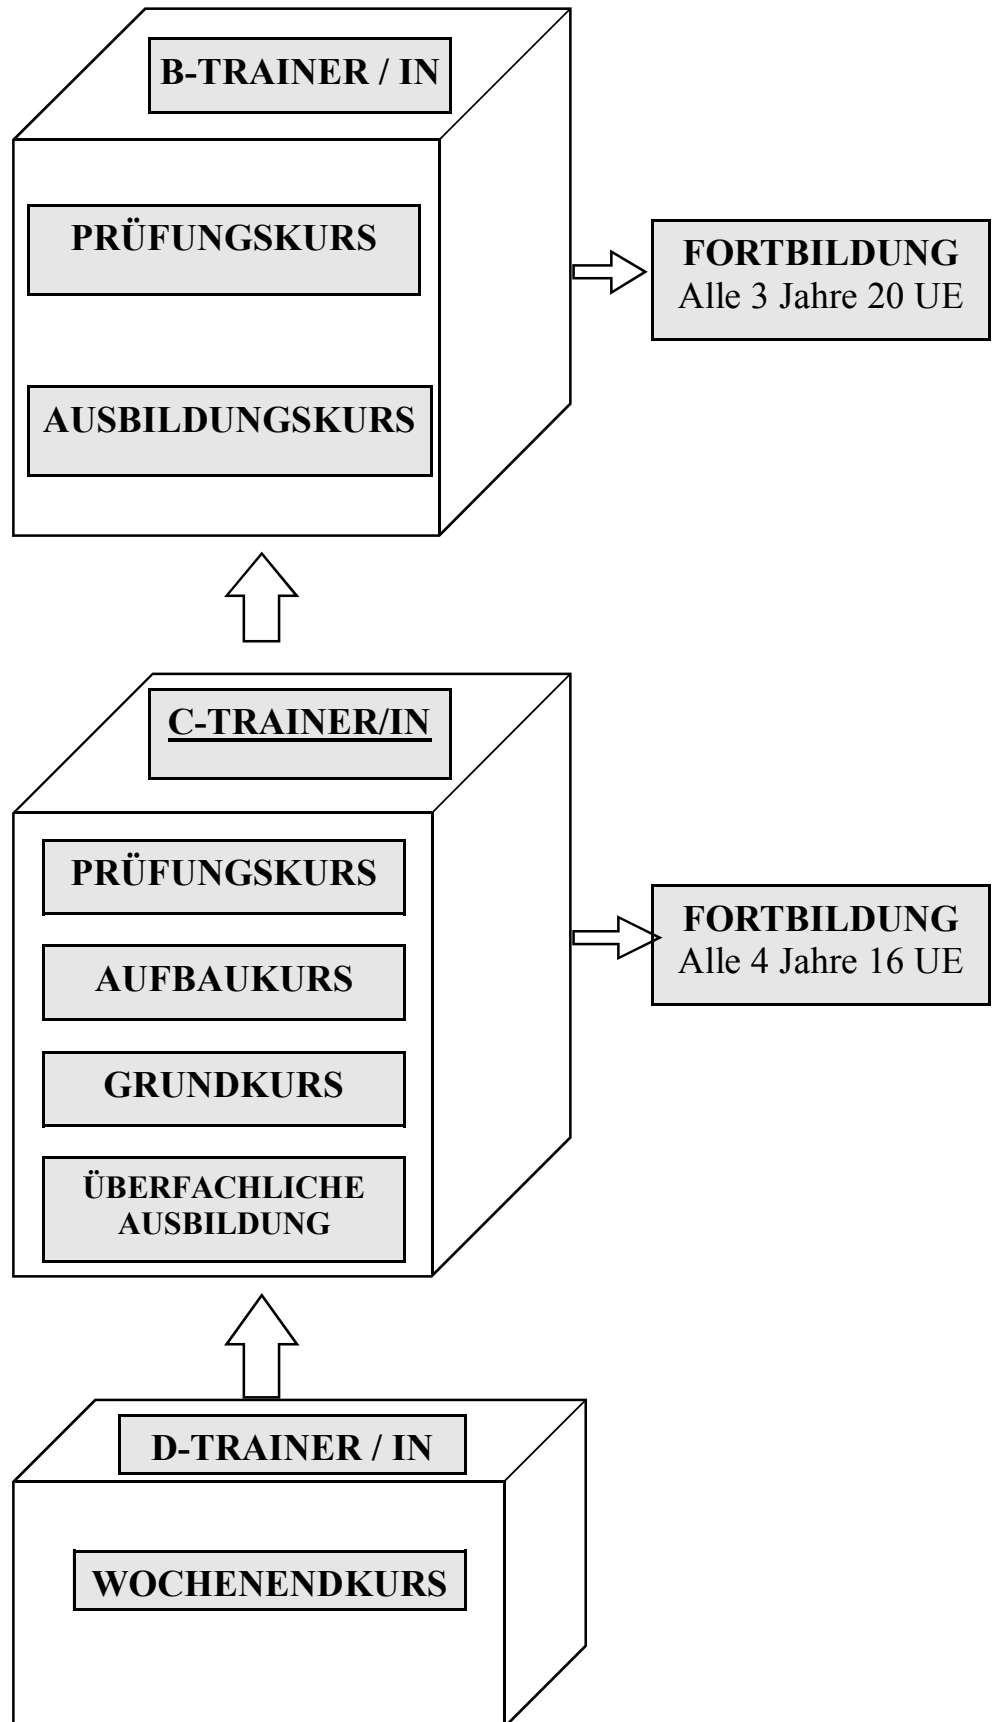 B-TRAINER / IN
PRÜFUNGSKURS
AUSBILDUNGSKURS
FORTBILDUNG
Alle 3 Jahre 20 UE
C-TRAINER/IN
PRÜFUNGSKURS
AUFBAUKURS
GRUNDKURS
ÜBERFACHLICHE
AUSBILDUNG
FORTBILDUNG
Alle 4 Jahre 16 UE
D-TRAINER / IN
WOCHENENDKURS